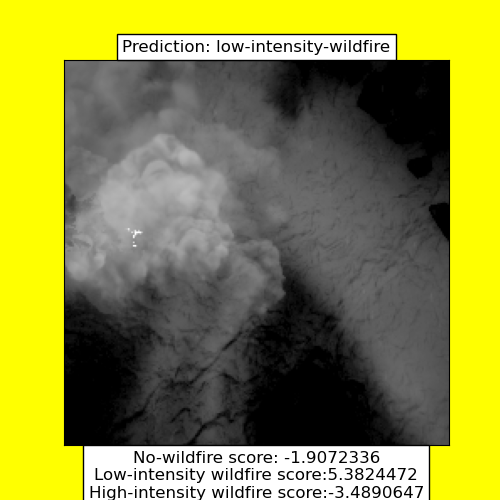 Prediction: low-intensity-wildfire
No-wildfire score: -1.9072336
Low-intensity wildfire score:5.3824472
High-intensity wildfire score:-3.4890647